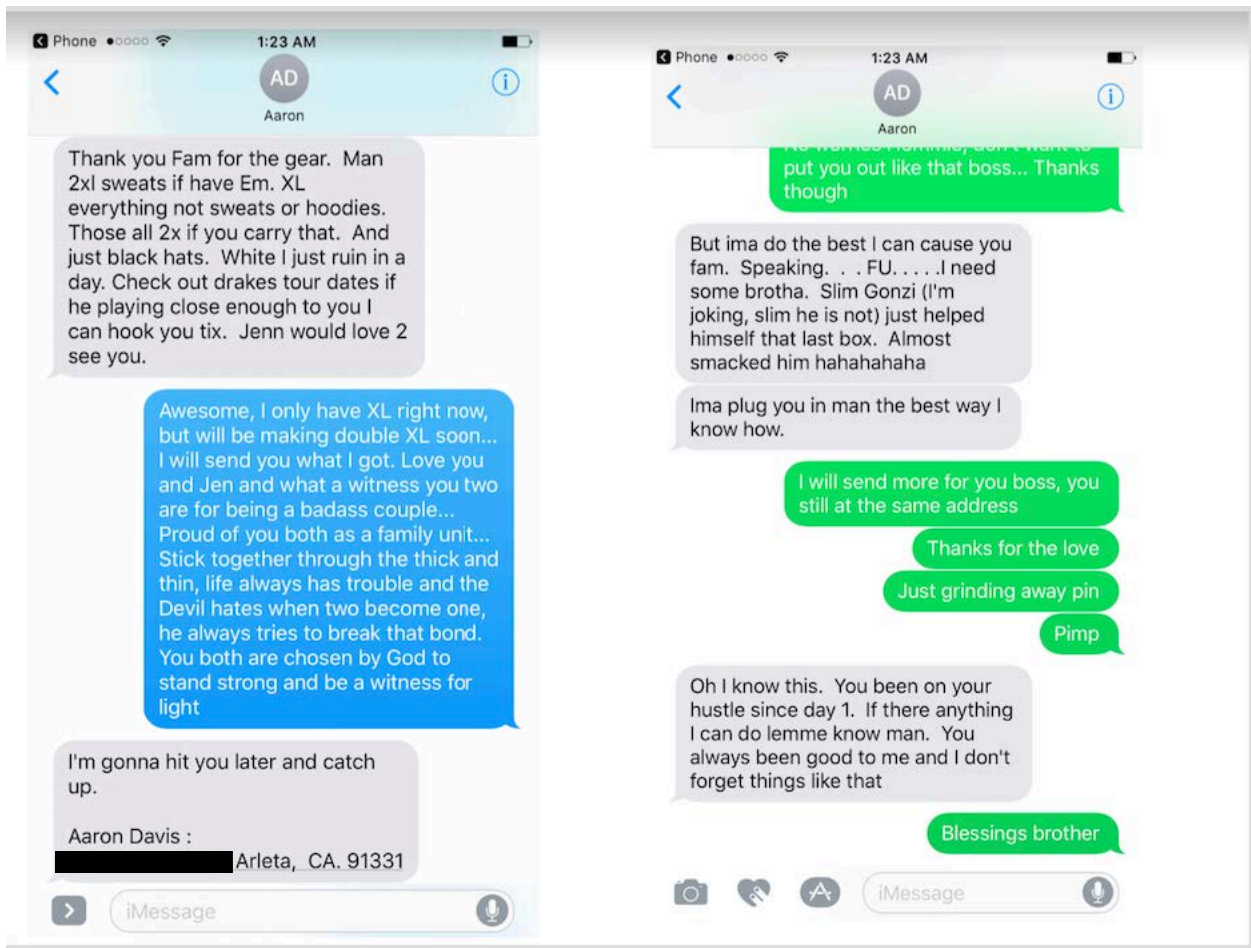 Phone
1:23 AM
AD
Aaron
Thank you Fam for the gear.  Man
2xl sweats if have Em. XL
everything not sweats or hoodies.
Those all 2x if you carry that.  And
just black hats.  White I just ruin in a
day. Check out drakes tour dates if
he playing close enough to you I
can hook you tix.  Jenn would love 2
see you.
Awesome, I only have XL right now,
but will be making double XL soon...
I will send you what I got. Love you
and Jen and what a witness you two
are for being a badass couple...
Proud of you both as a family unit...
Stick together through the thick and
thin, life always has trouble and the
Devil hates when two become one,
he always tries to break that bond.
You both are chosen by God to
stand strong and be a witness for
light
I'm gonna hit you later and catch
up.
Aaron Davis :
Arleta,  CA. 91331
iMessage
Phone
1:23 AM
AD
Aaron
put you out like that boss... Thanks
though
But ima do the best I can cause you
fam.  Speaking.  . . FU. . . . .I need
some brotha.  Slim Gonzi (I'm
joking, slim he is not) just helped
himself that last box.  Almost
smacked him hahahahaha
Ima plug you in man the best way I
know how.
I will send more for you boss, you
still at the same address
Thanks for the love
Just grinding away pin
Pimp
Oh I know this.  You been on your
hustle since day 1.  If there anything
I can do lemme know man.  You
always been good to me and I don't
forget things like that
Blessings brother
iMessage